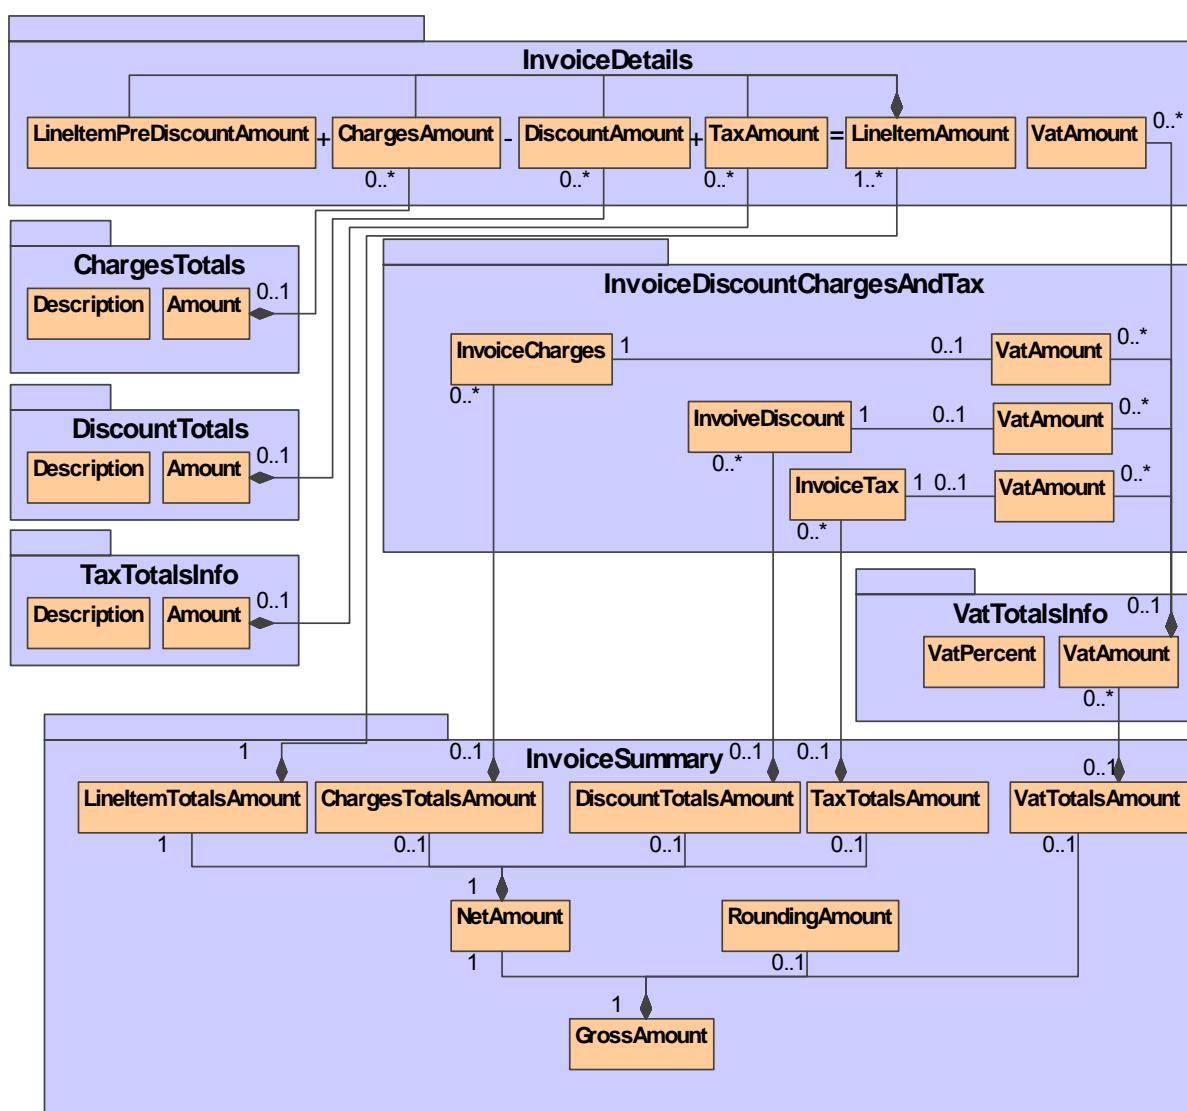 InvoiceDetails
LineItemPreDiscountAmount + ChargesAmount - DiscountAmount + TaxAmount = LineItemAmount VatAmount 0..*
0..* 0..* 0..* 1..*
ChargesTotals
Description Amount 0..1
InvoiceDiscountChargesAndTax
InvoiceCharges 1 0..1 VatAmount 0..*
0..*
InvoiveDiscount 1 0..1 VatAmount 0..*
0..*
InvoiceTax 1 0..1 VatAmount 0..*
0..*
DiscountTotals
Description Amount 0..1
TaxTotalsInfo
Description Amount 0..1
VatTotalsInfo 0..1
VatPercent VatAmount
0..*
InvoiceSummary
1 0..1 0..1 0..1 0..1
LineItemTotalsAmount ChargesTotalsAmount DiscountTotalsAmount TaxTotalsAmount VatTotalsAmount
1 0..1 0..1 0..1 0..1
1
NetAmount RoundingAmount
1 0..1
1
GrossAmount